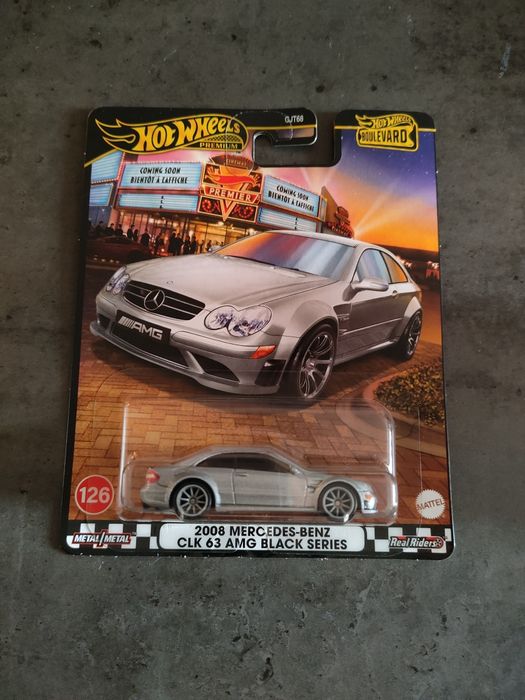 HOT WHEELS
PREMIUM
GJT68
Hot Wheels
BOULEVARD
COMING SOON
BIENTÔT À L'AFFICHE
PREMIER
COMING SOON
BIENTÔT À L'AFFICHE
AMG
126
2008 MERCEDES-BENZ
CLK 63 AMG BLACK SERIES
MATTEL
METAL/METAL
Real Riders